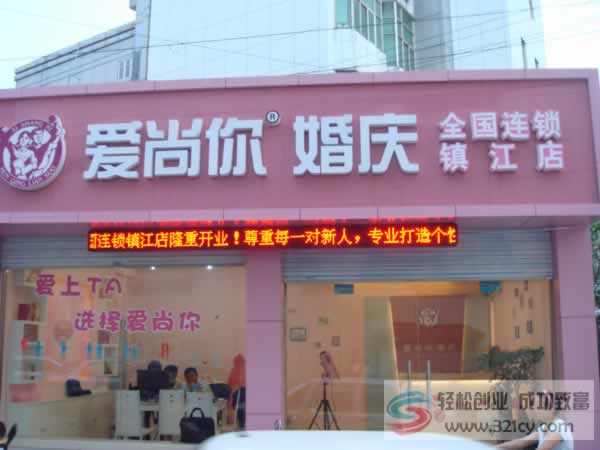 爱尚你® 婚庆
全国连锁
镇江店
连锁镇江店隆重开业！尊重每一对新人，专业打造个
爱上TA
选择爱尚你
轻松创业 成功致富
www.321cy.com